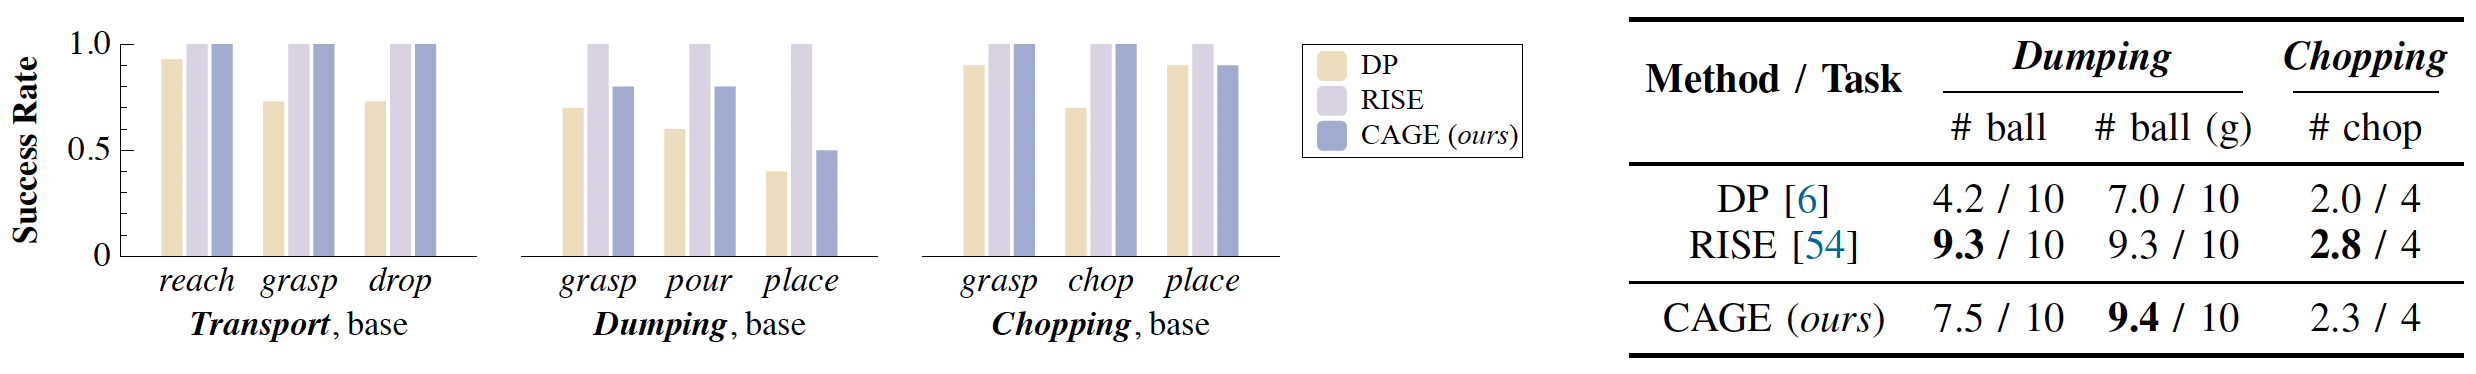 Success Rate
1.0
0.5
0
reach grasp drop
Transport, base
grasp pour place
Dumping, base
grasp chop place
Chopping, base
DP
RISE
CAGE (ours)
Method / Task Dumping Chopping
# ball # ball (g) # chop
DP [6] 4.2 / 10 7.0 / 10 2.0 / 4
RISE [54] 9.3 / 10 9.3 / 10 2.8 / 4
CAGE (ours) 7.5 / 10 9.4 / 10 2.3 / 4